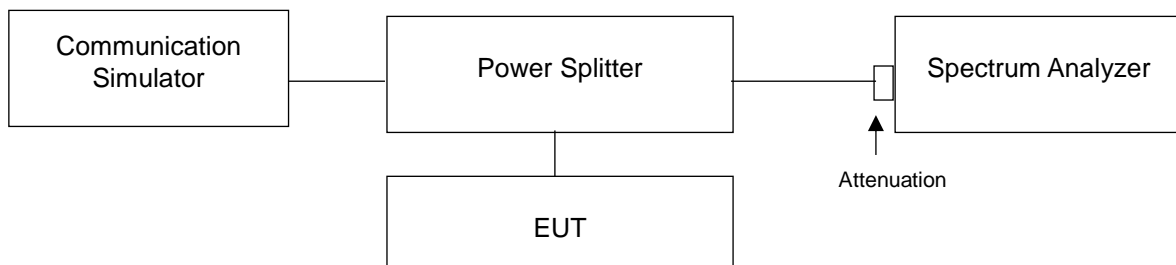 Communication
Simulator
Power Splitter
Spectrum Analyzer
Attenuation
EUT